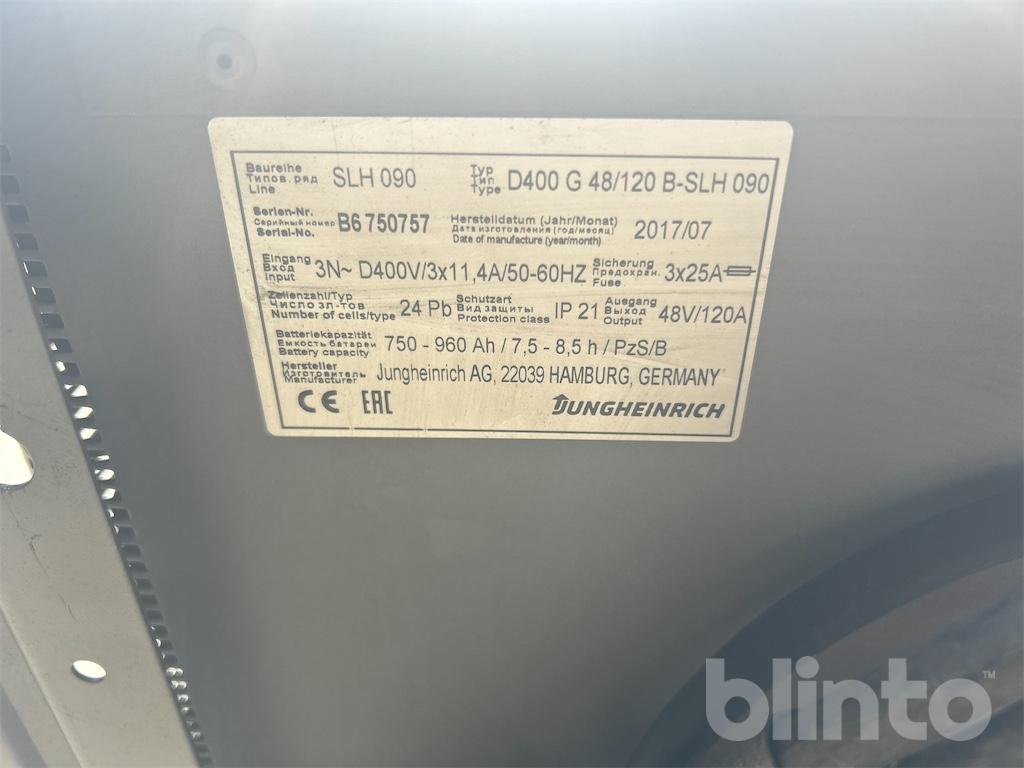 Baureihe
Типов. ряд
Line
SLH 090
Typ
Тип
Type
D400 G 48/120 B-SLH 090
Serien-Nr.
Серийный номер
Serial-No.
B6 750757
Herstelldatum (Jahr/Monat)
Дата изготовления (год/месяц)
Date of manufacture (year/month)
2017/07
Eingang
Вход
Input
3N~ D400V/3x11,4A/50-60HZ
Sicherung
Предохран.
Fuse
3x25A
Zellenzahl/Typ
Число эл-тов
Number of cells/type
24 Pb
Schutzart
Вид защиты
Protection class
IP 21
Ausgang
Выход
Output
48V/120A
Batteriekapazität
Емкость батареи
Battery capacity
750 - 960 Ah / 7,5 - 8,5 h / PzS/B
Hersteller
Изготовитель
Manufacturer
Jungheinrich AG, 22039 HAMBURG, GERMANY
CE EAC
JUNGHEINRICH
blinto™